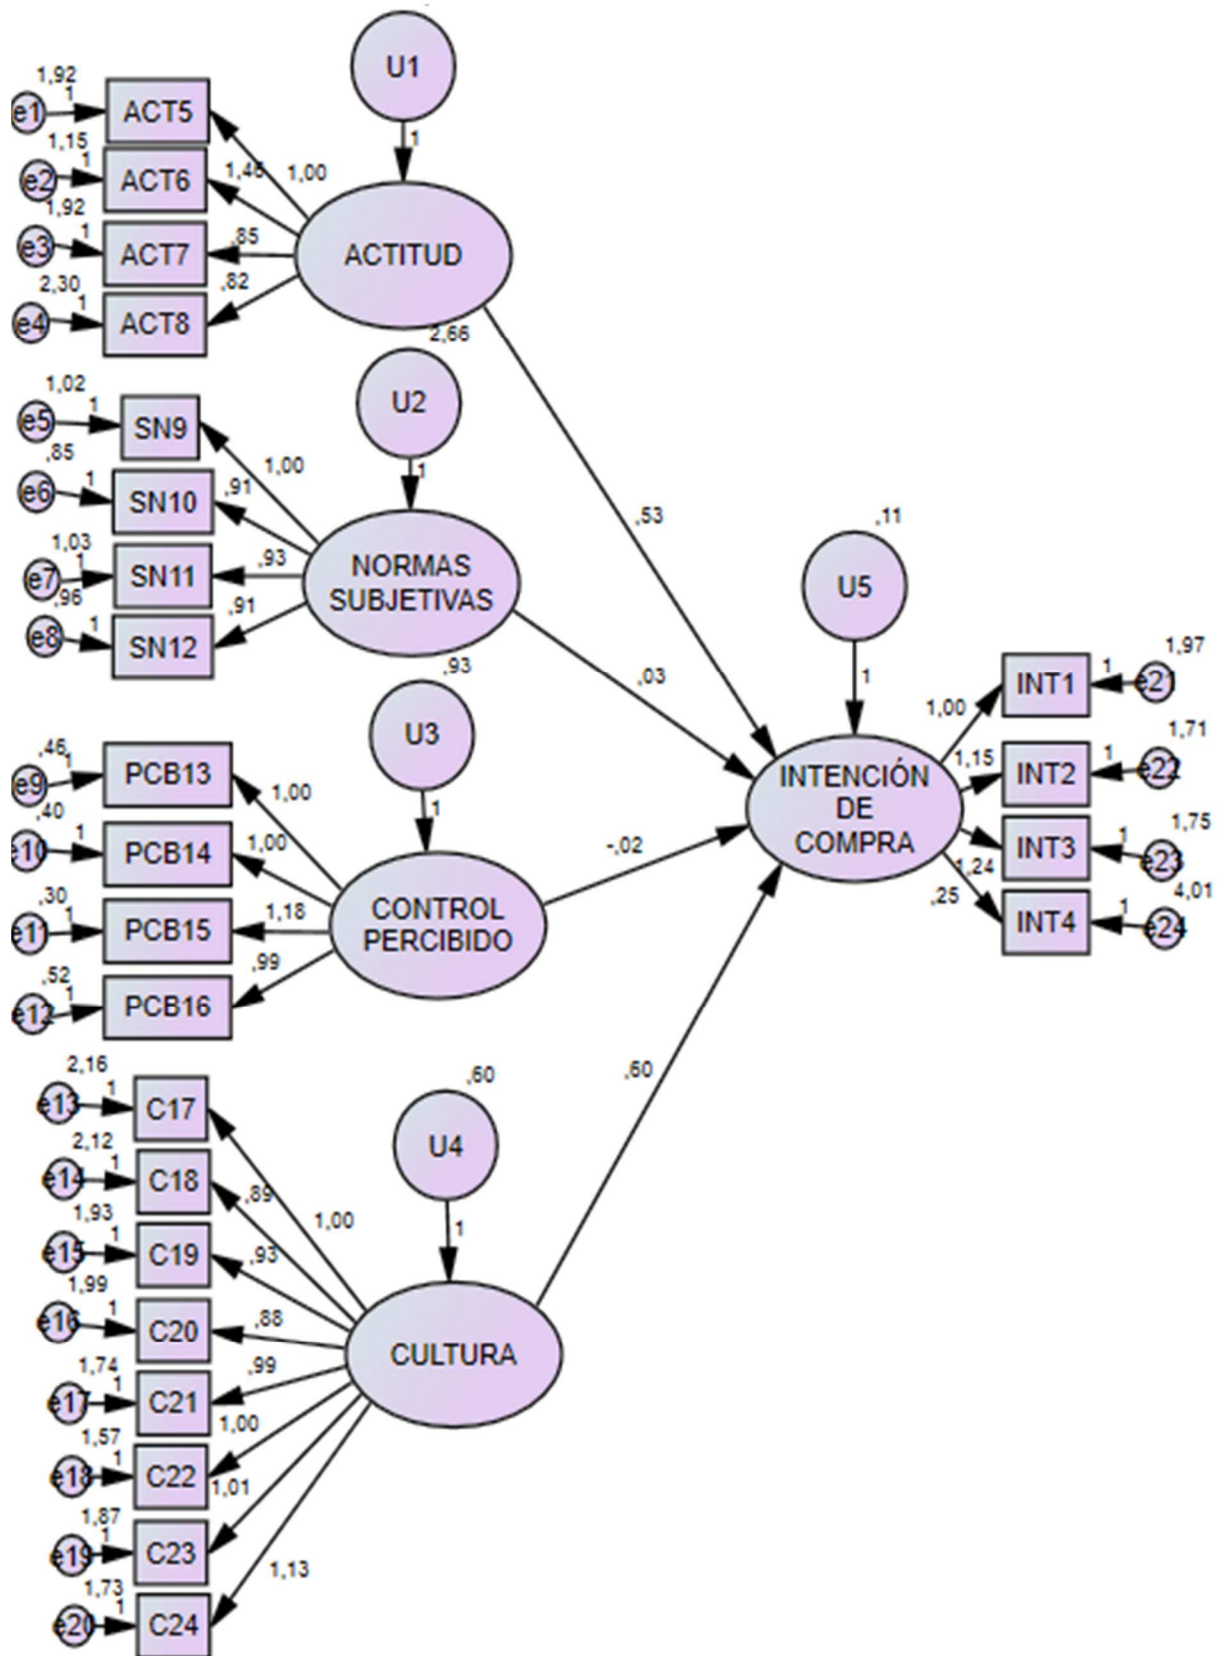 U1
1
ACTITUD
1,92
e1
1
ACT5
1,00
1,15
e2
1
ACT6
1,46
1,92
e3
1
ACT7
,85
2,30
e4
1
ACT8
,82
2,66
U2
1
NORMAS
SUBJETIVAS
1,02
e5
1
SN9
1,00
,85
e6
1
SN10
,91
1,03
e7
1
SN11
,93
,96
e8
1
SN12
,91
,93
U3
1
CONTROL
PERCIBIDO
,46
e9
1
PCB13
1,00
,40
e10
1
PCB14
1,00
,30
e11
1
PCB15
1,18
,52
e12
1
PCB16
,99
,60
U4
1
CULTURA
2,16
e13
1
C17
1,00
2,12
e14
1
C18
,89
1,93
e15
1
C19
,93
1,99
e16
1
C20
,88
1,74
e17
1
C21
,99
1,57
e18
1
C22
1,00
1,87
e19
1
C23
1,01
1,73
e20
1
C24
1,13
,53
,03
-,02
,60
,11
U5
1
INTENCIÓN
DE
COMPRA
1,00
INT1
1
1,97
e21
1,15
INT2
1
1,71
e22
1,24
INT3
1
1,75
e23
,25
INT4
1
4,01
e24